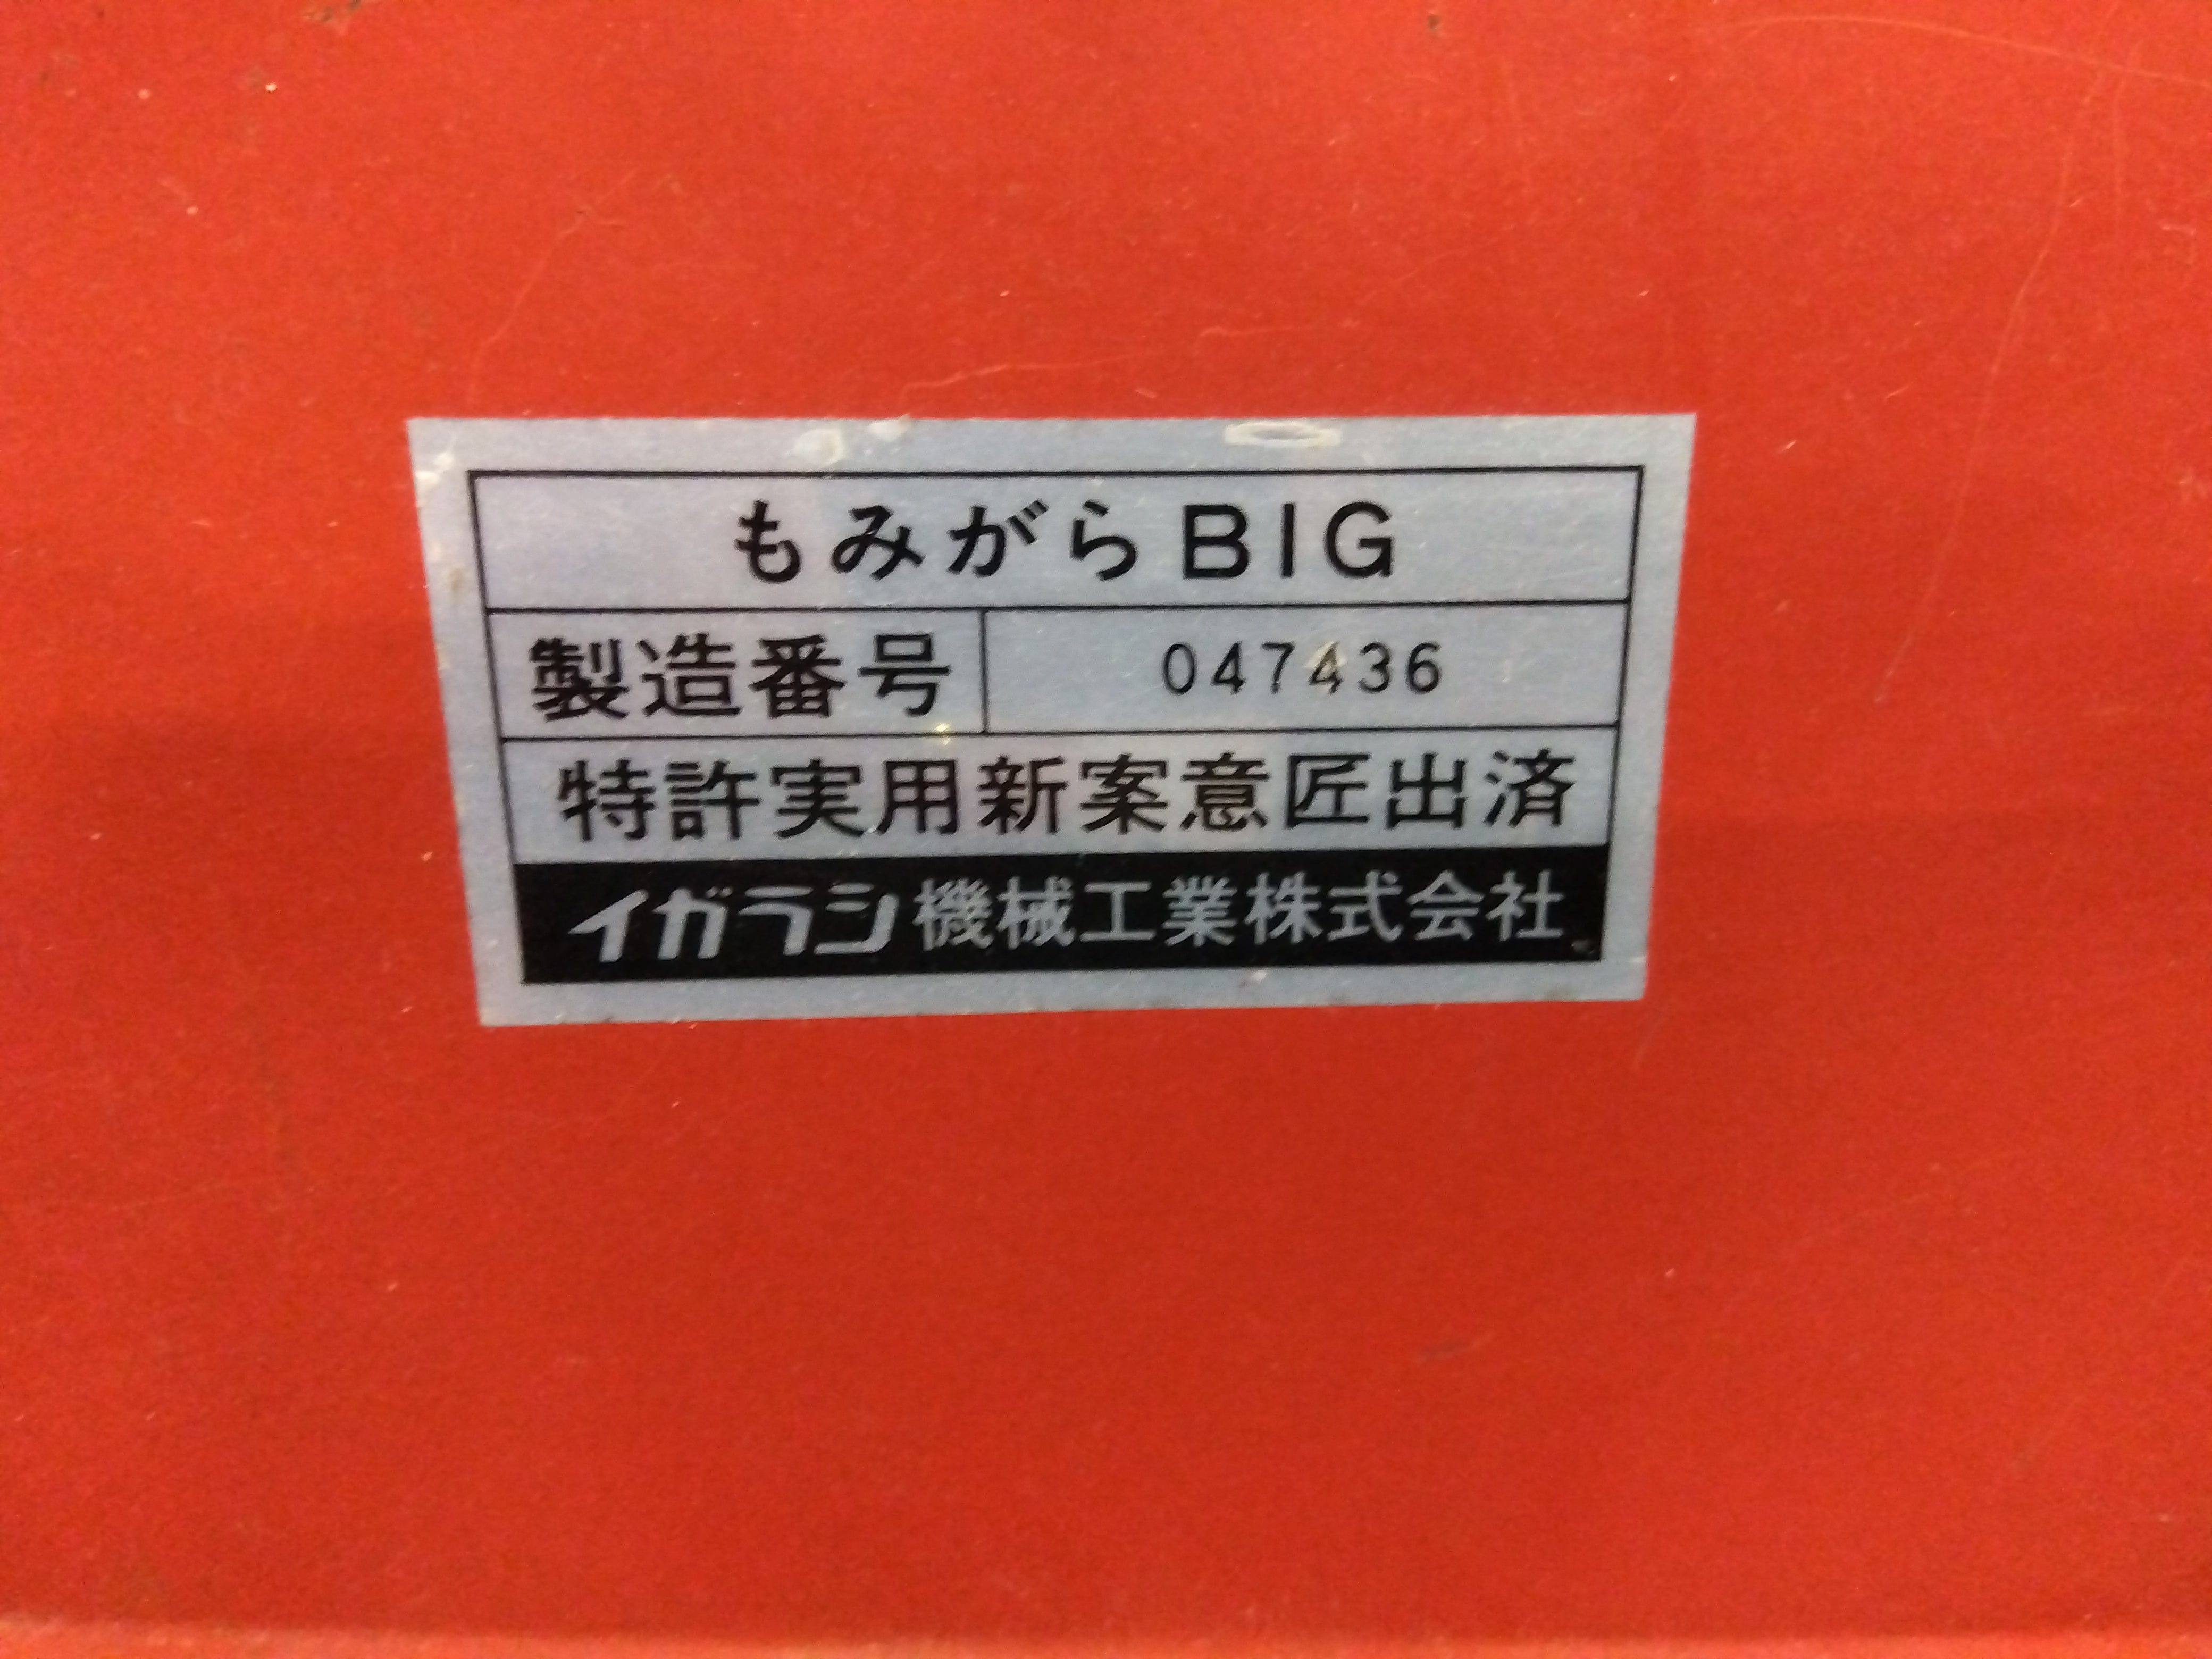 もみがらBIG
製造番号 047436
特許実用新案意匠出済
イガラシ機械工業株式会社